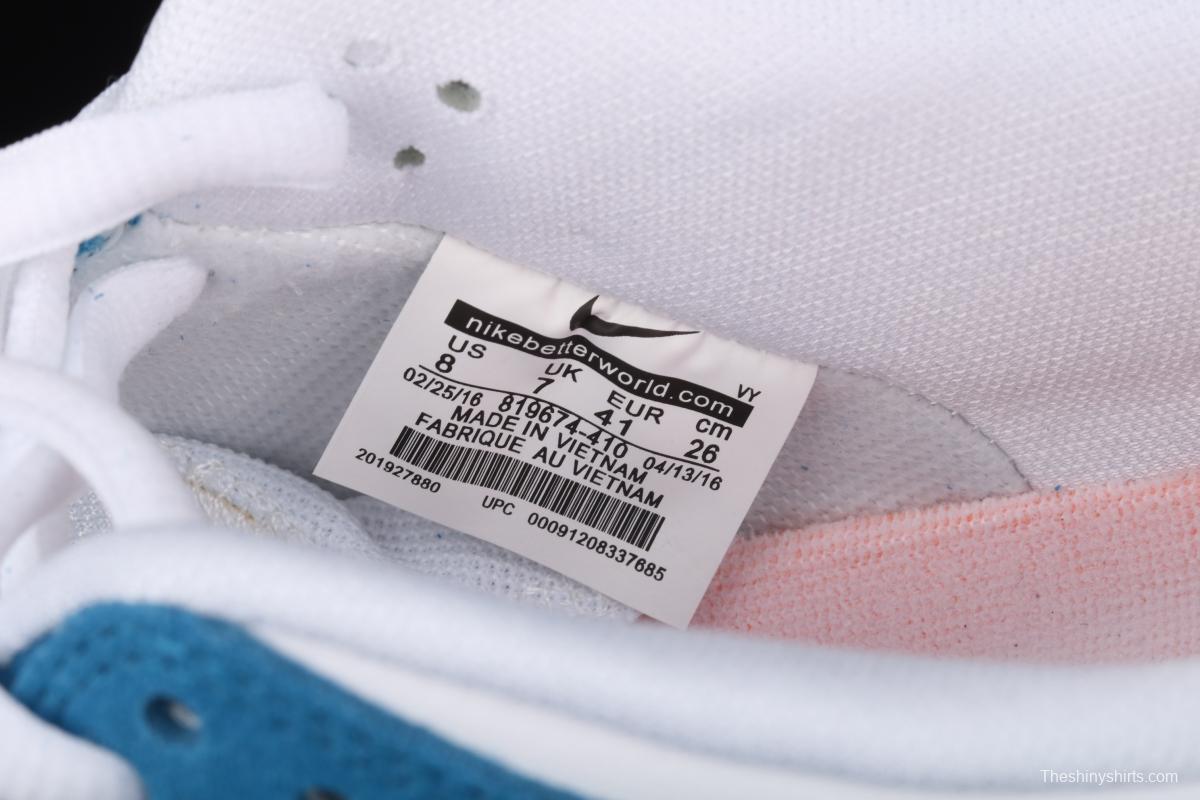 nikebetterworld.com
VY
US UK EUR cm
8 7 41 26
02/25/16 819674-410 04/13/16
MADE IN VIETNAM
FABRIQUE AU VIETNAM
201927880
UPC 00091208337685
Theshinyshirts.com